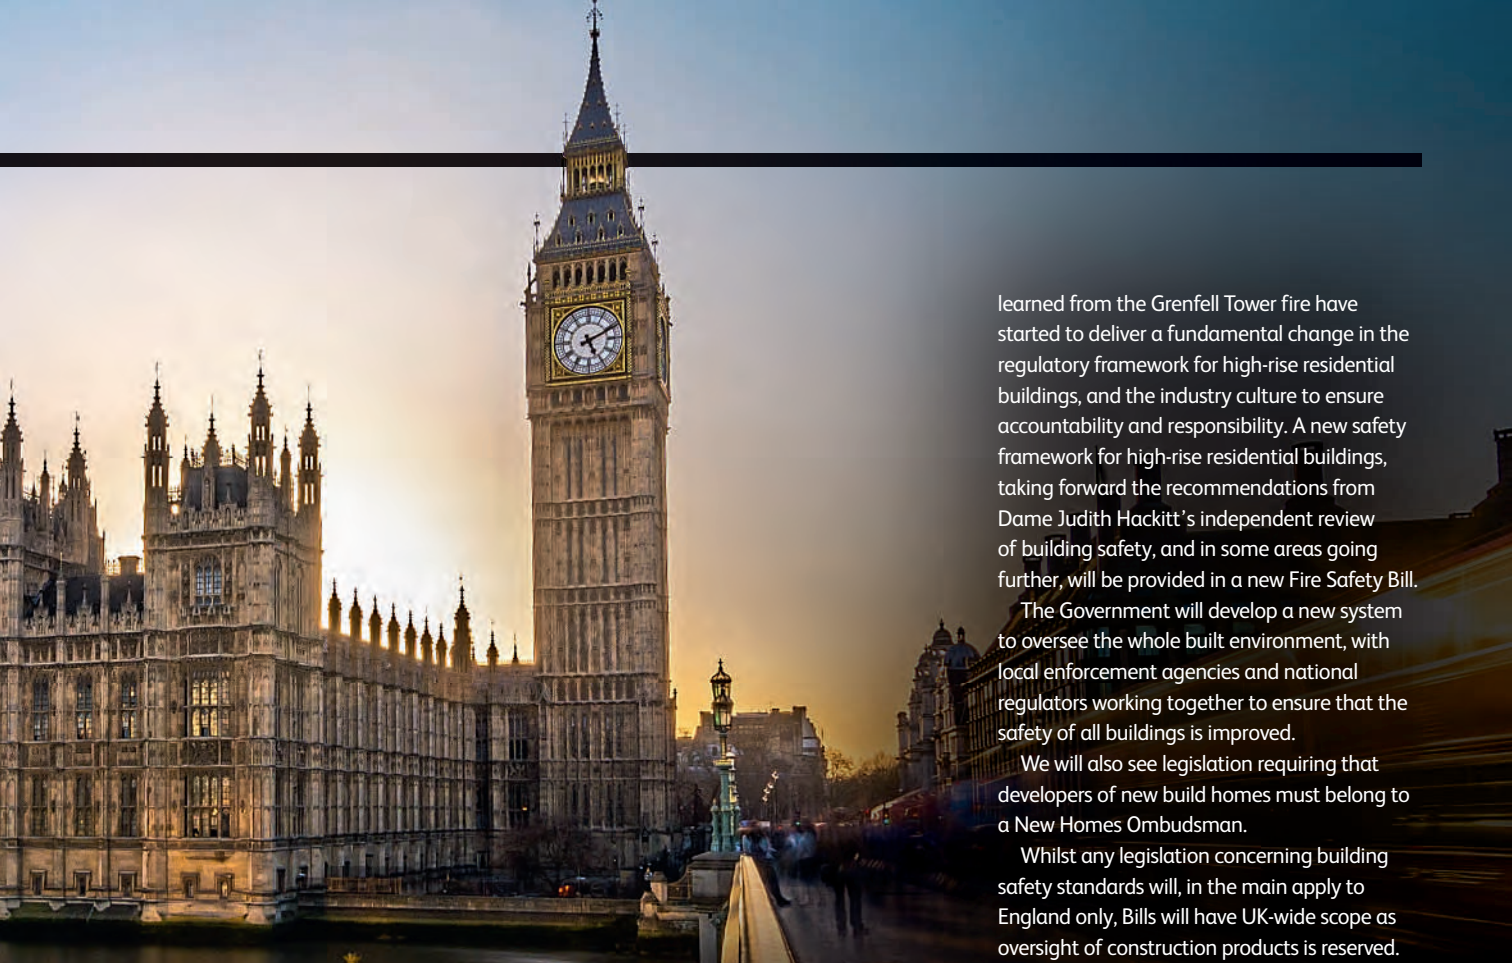 learned from the Grenfell Tower fire have
started to deliver a fundamental change in the
regulatory framework for high-rise residential
buildings, and the industry culture to ensure
accountability and responsibility. A new safety
framework for high-rise residential buildings,
taking forward the recommendations from
Dame Judith Hackitt’s independent review
of building safety, and in some areas going
further, will be provided in a new Fire Safety Bill.
The Government will develop a new system
to oversee the whole built environment, with
local enforcement agencies and national
regulators working together to ensure that the
safety of all buildings is improved.
We will also see legislation requiring that
developers of new build homes must belong to
a New Homes Ombudsman.
Whilst any legislation concerning building
safety standards will, in the main apply to
England only, Bills will have UK-wide scope as
oversight of construction products is reserved.